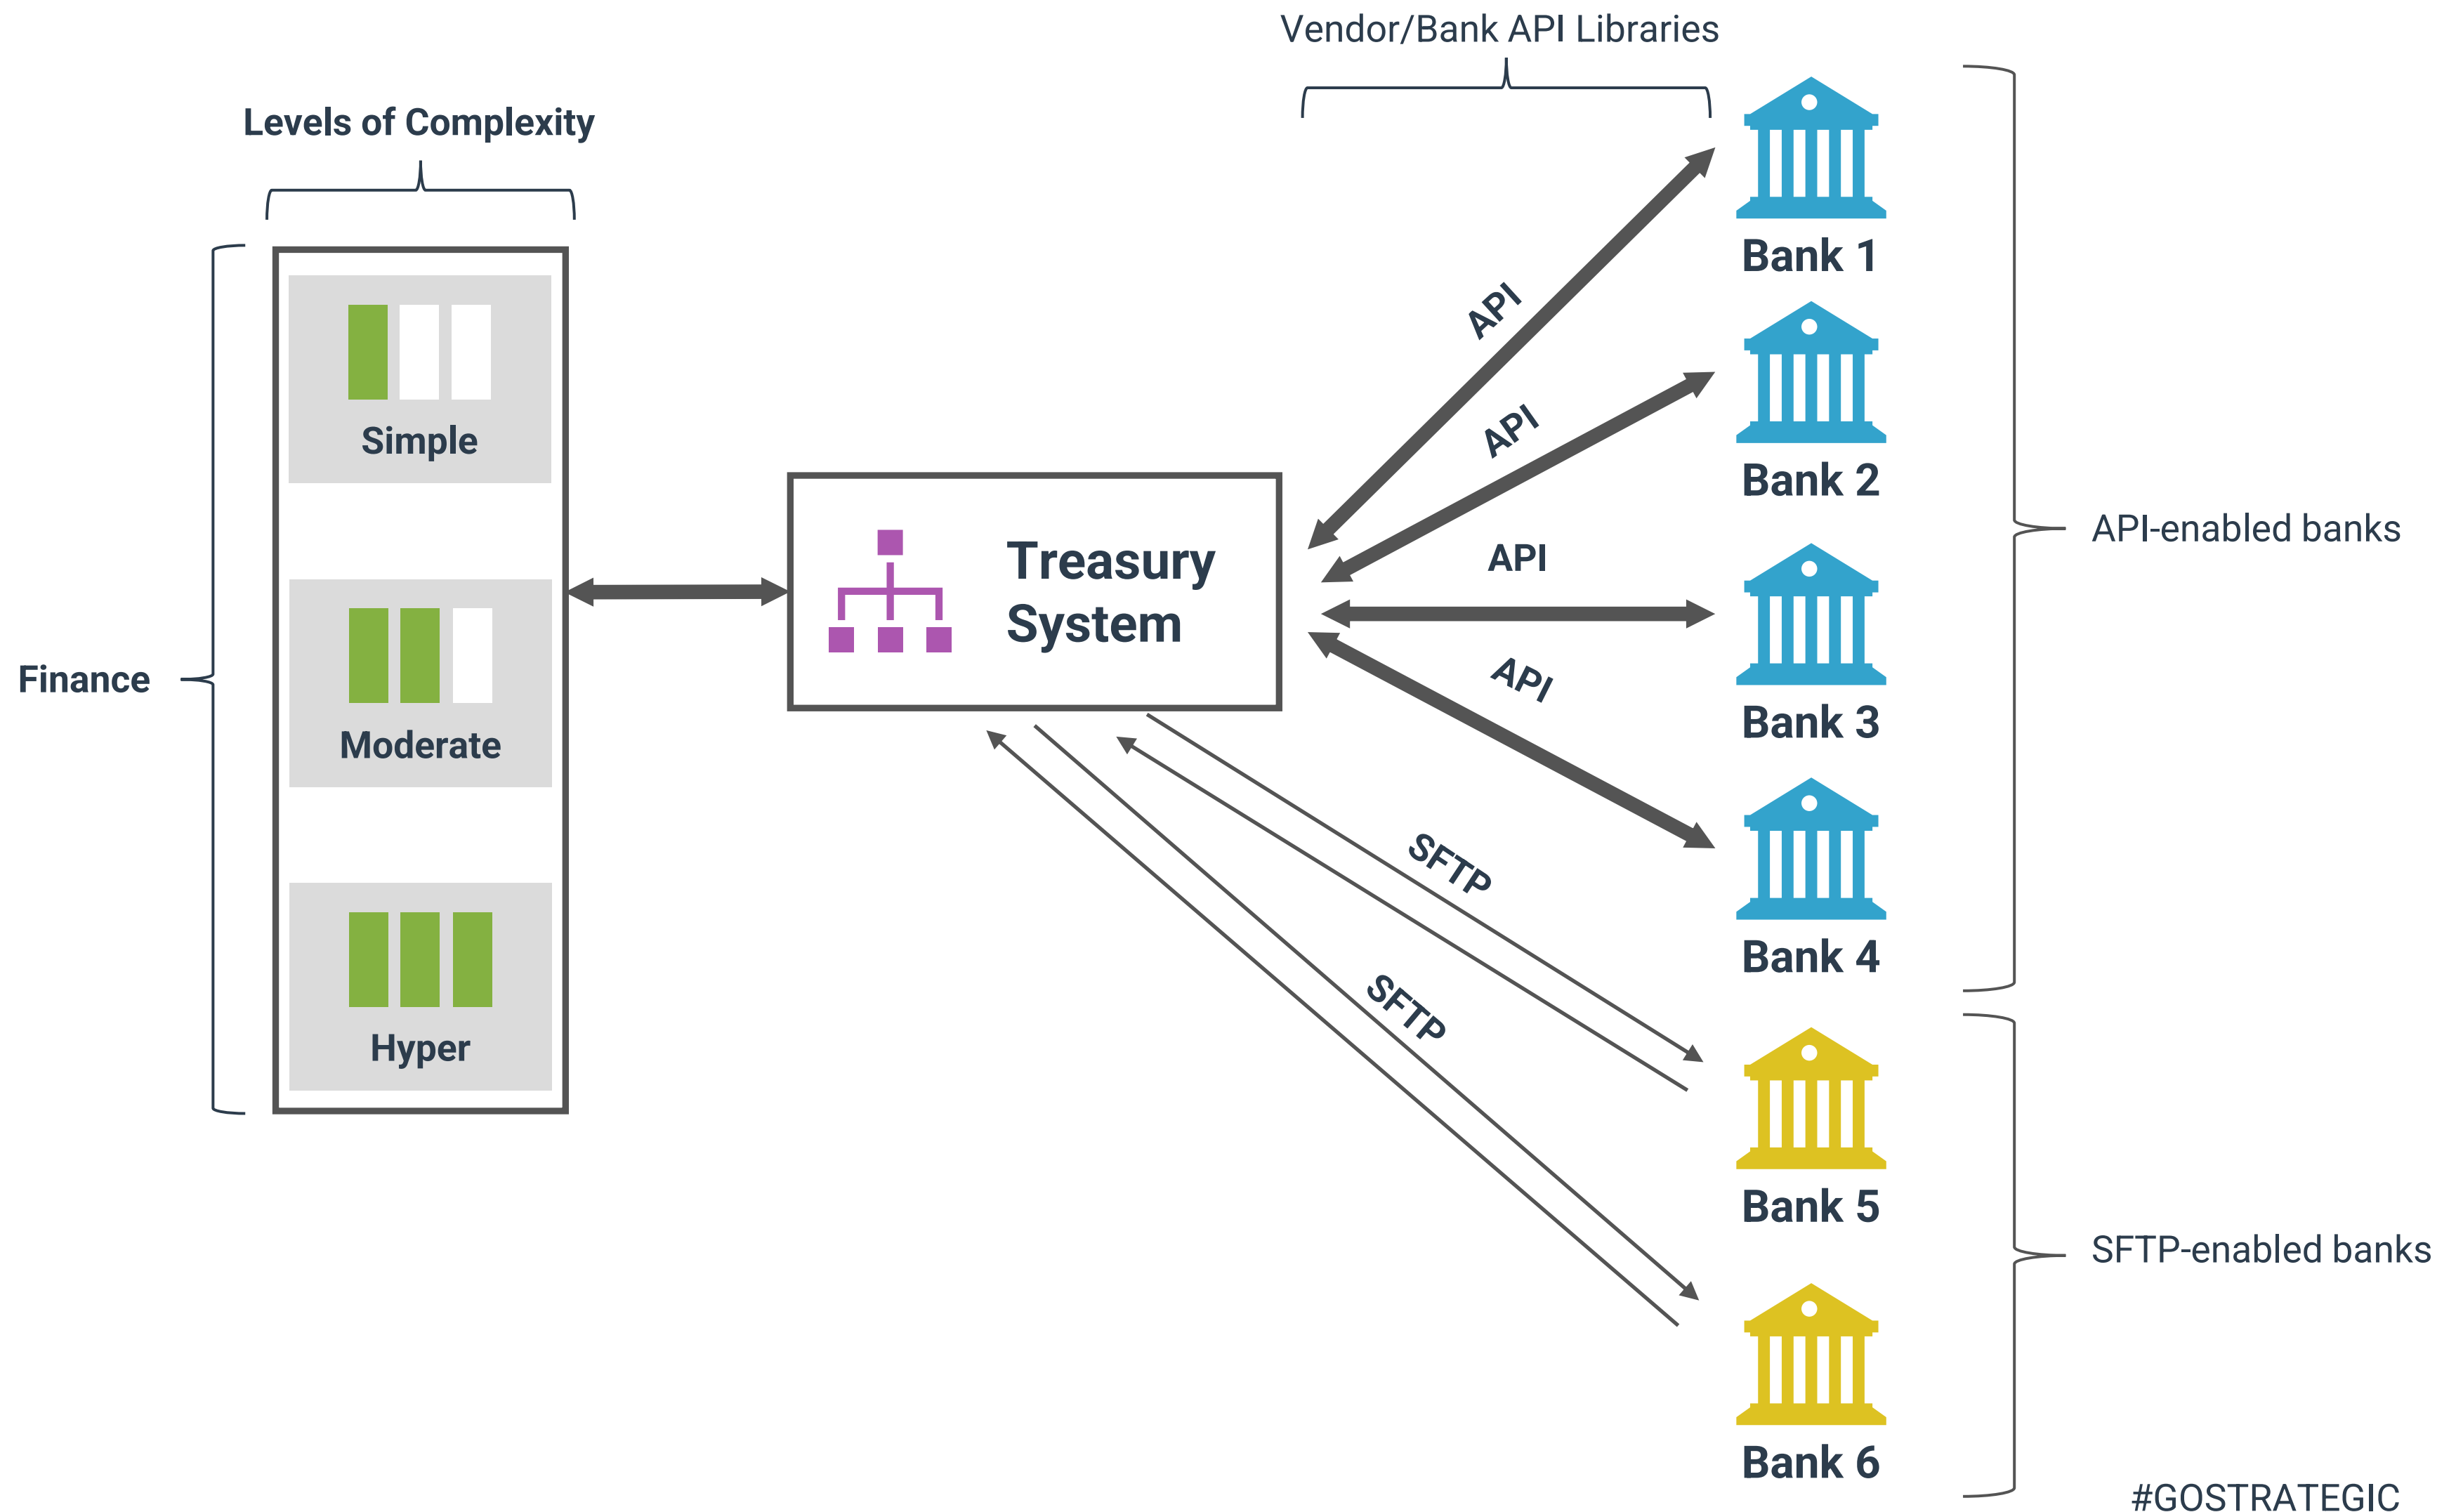 Vendor/Bank API Libraries
Levels of Complexity
Finance
Simple
Moderate
Hyper
Treasury
System
API
API
API
API
SFTP
SFTP
Bank 1
Bank 2
Bank 3
Bank 4
Bank 5
Bank 6
API-enabled banks
SFTP-enabled banks
#GOSTRATEGIC